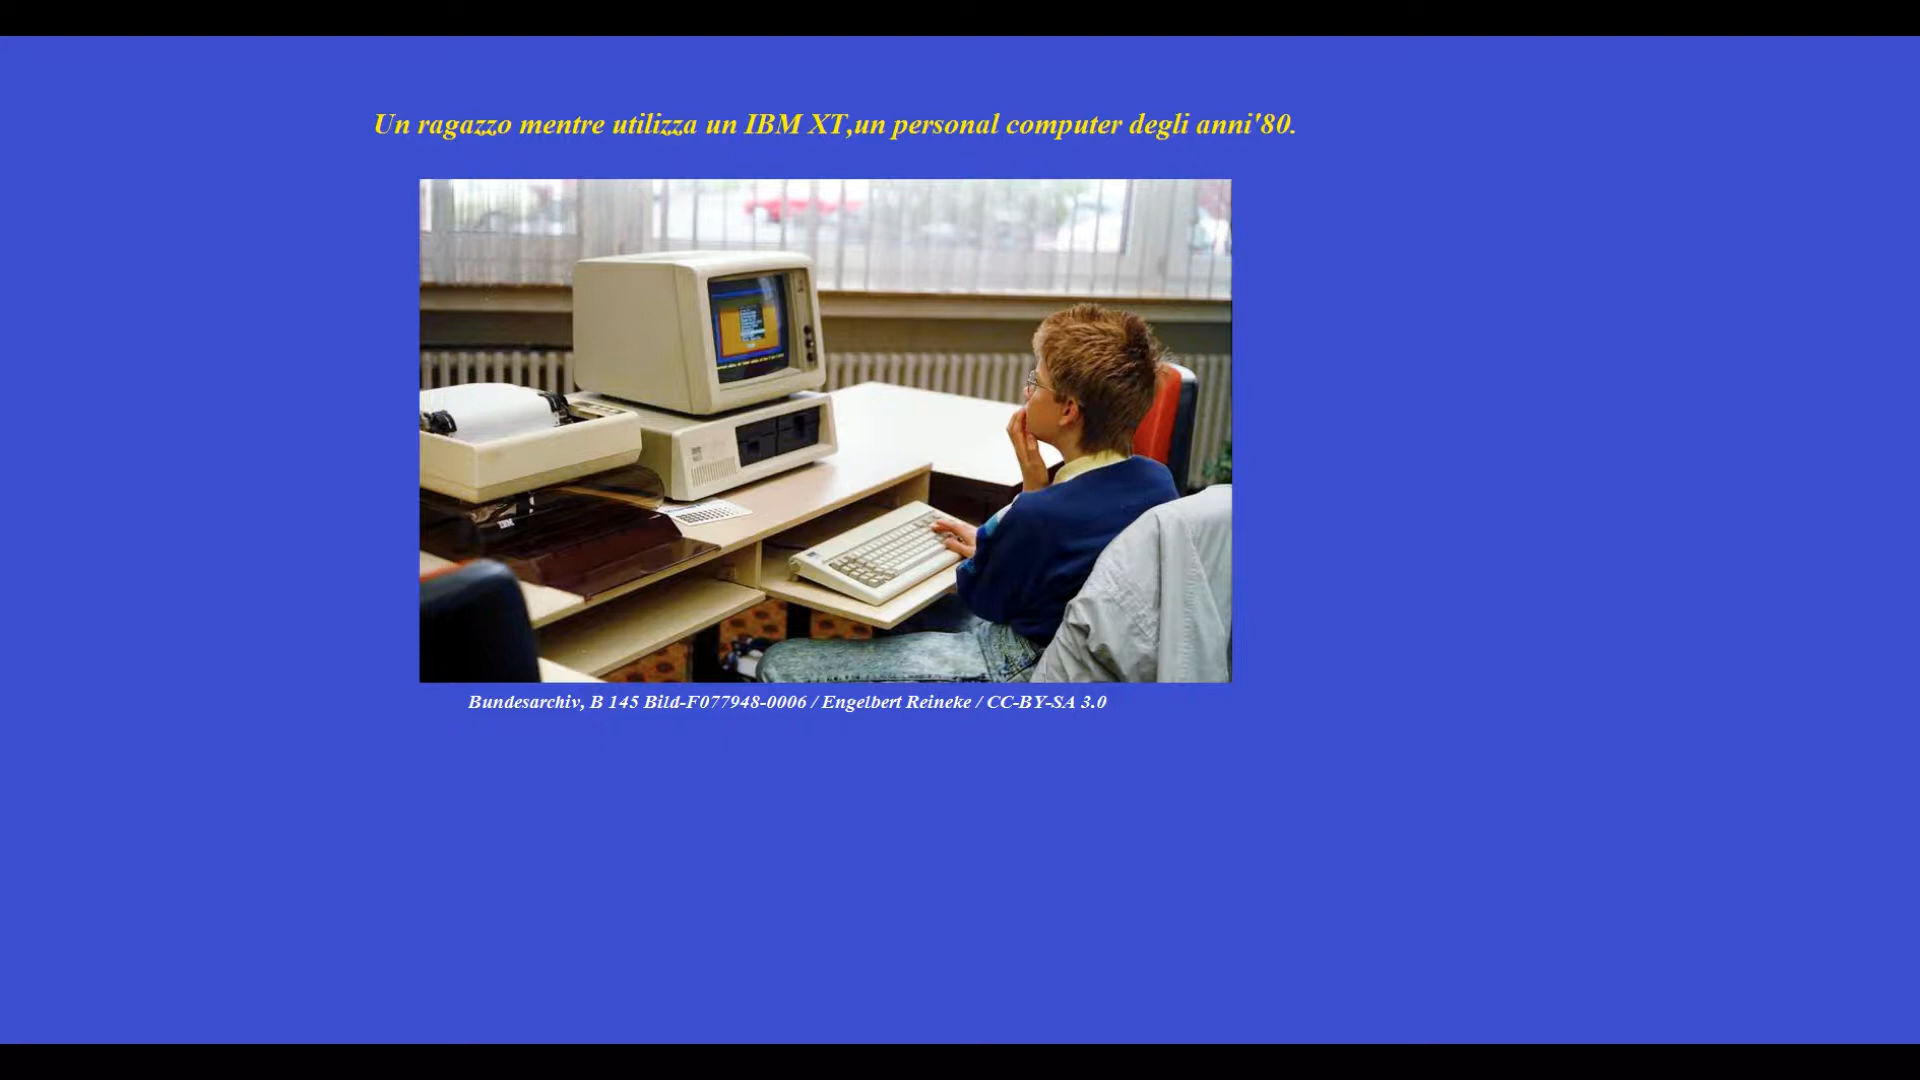 Un ragazzo mentre utilizza un IBM XT,un personal computer degli anni'80.
IBM
Bundesarchiv, B 145 Bild-F077948-0006 / Engelbert Reineke / CC-BY-SA 3.0